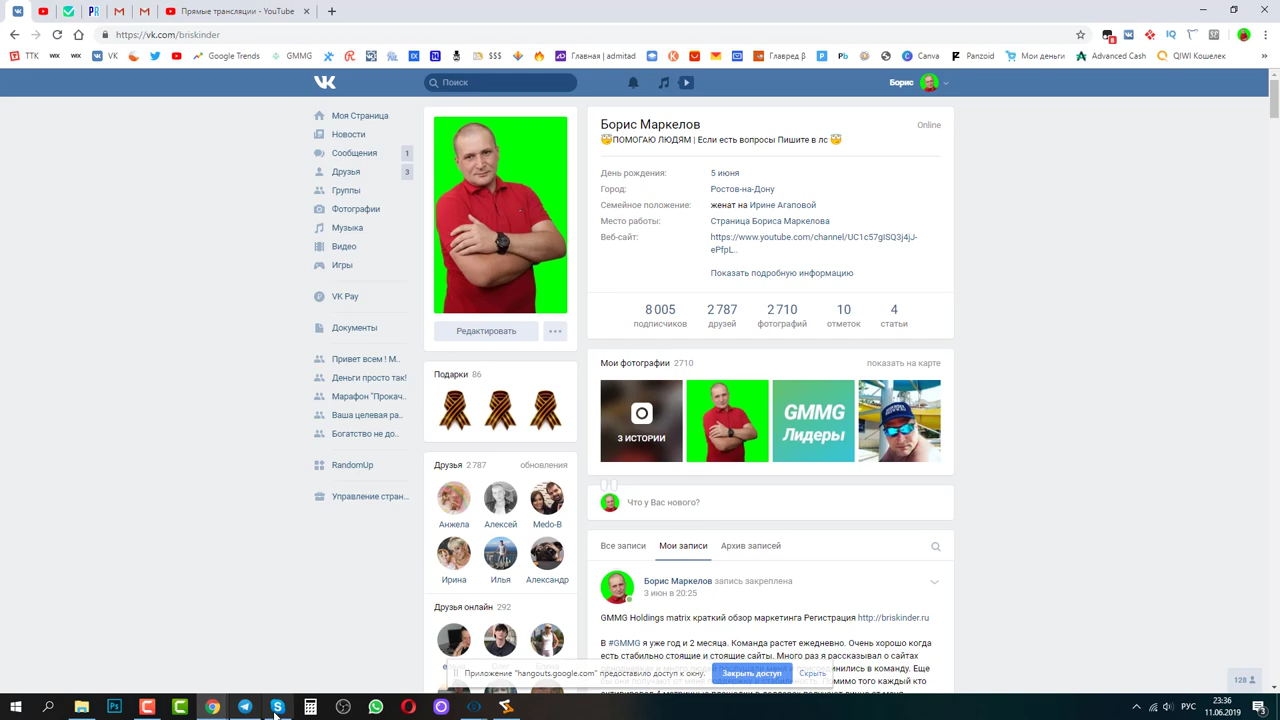 Прямые трансляции - YouTube
https://vk.com/briskinder
ТТК
VK
Google Trends
GMMG
$$$
Главная / admitad
Главред β
Canva
Panzoid
Мои деньги
Advanced Cash
QIWI Кошелек
Поиск
Борис
Моя Страница
Новости
Сообщения 1
Друзья 3
Группы
Фотографии
Музыка
Видео
Игры
VK Pay
Документы
Привет всем ! М..
Деньги просто так!
Марафон "Прокач..
Ваша целевая ра..
Богатство не до..
RandomUp
Управление стран...
Редактировать
Подарки 86
Друзья 2 787 обновления
Анжела Алексей Medo-B
Ирина Илья Александр
Друзья онлайн 292
Борис Маркелов Online
ПОМОГАЮ ЛЮДЯМ | Если есть вопросы Пишите в лс
День рождения: 5 июня
Город: Ростов-на-Дону
Семейное положение: женат на Ирине Агаповой
Место работы: Страница Бориса Маркелова
Веб-сайт: https://www.youtube.com/channel/UC1c57gISQ3j4jJ-
ePfpL..
Показать подробную информацию
8 005 2 787 2 710 10 4
подписчиков друзей фотографий отметок статьи
Мои фотографии 2710 показать на карте
3 ИСТОРИИ
GMMG
Лидеры
Что у Вас нового?
Все записи Мои записи Архив записей
Борис Маркелов запись закреплена
3 июн в 20:25
GMMG Holdings matrix краткий обзор маркетинга Регистрация http://briskinder.ru
В #GMMG я уже год и 2 месяца. Команда растет ежедневно. Очень хорошо когда
есть стабильно стоящие и стоящие сайты. Много раз я рассказывал о сайтах
Приложение "hangouts.google.com" предоставило доступ к окну. Закрыть доступ Скрыть
128
РУС
23:36
11.06.2019